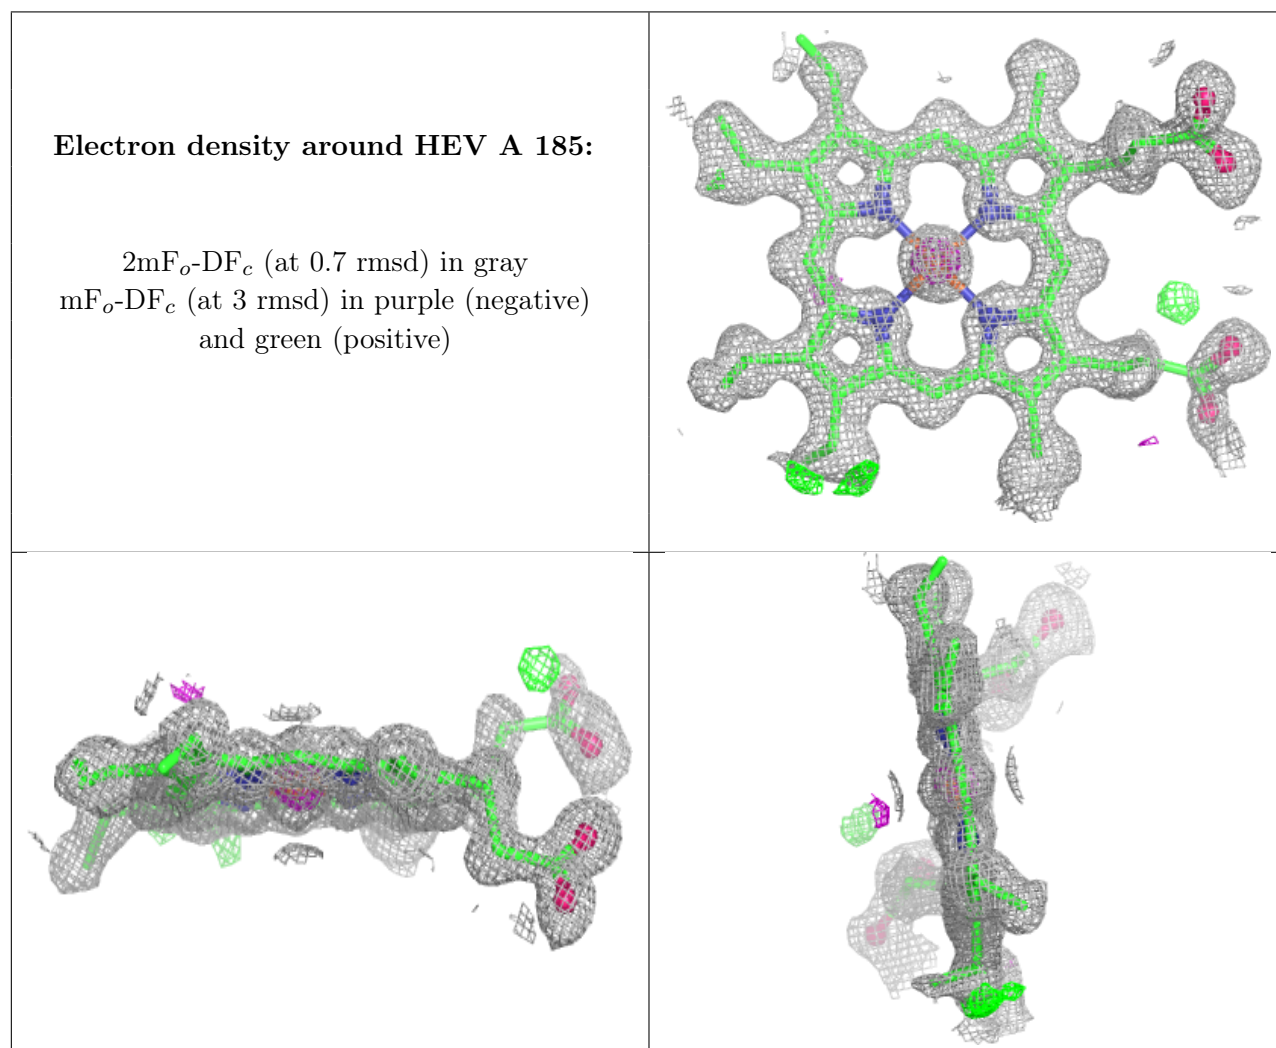 Electron density around HEV A 185:
2mFo-DFc (at 0.7 rmsd) in gray
mFo-DFc (at 3 rmsd) in purple (negative)
and green (positive)